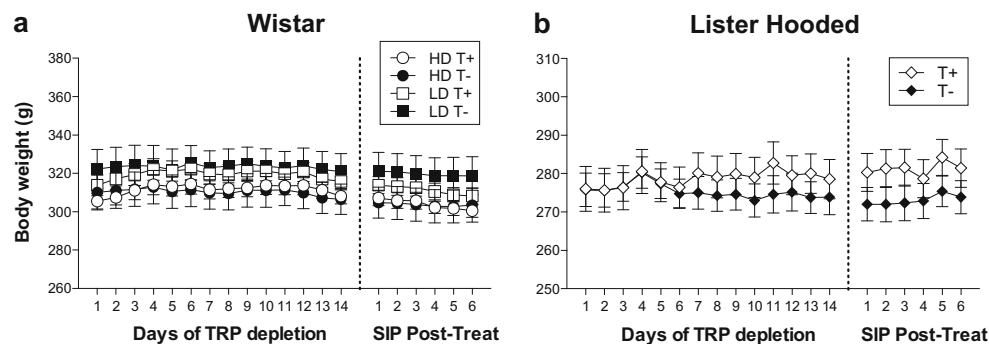 a
Wistar
Body weight (g)
380
360
340
320
300
280
260
HD T+
HD T-
LD T+
LD T-
1 2 3 4 5 6 7 8 9 10 11 12 13 14
1 2 3 4 5 6
Days of TRP depletion
SIP Post-Treat
b
Lister Hooded
310
300
290
280
270
260
250
T+
T-
1 2 3 4 5 6 7 8 9 10 11 12 13 14
1 2 3 4 5 6
Days of TRP depletion
SIP Post-Treat